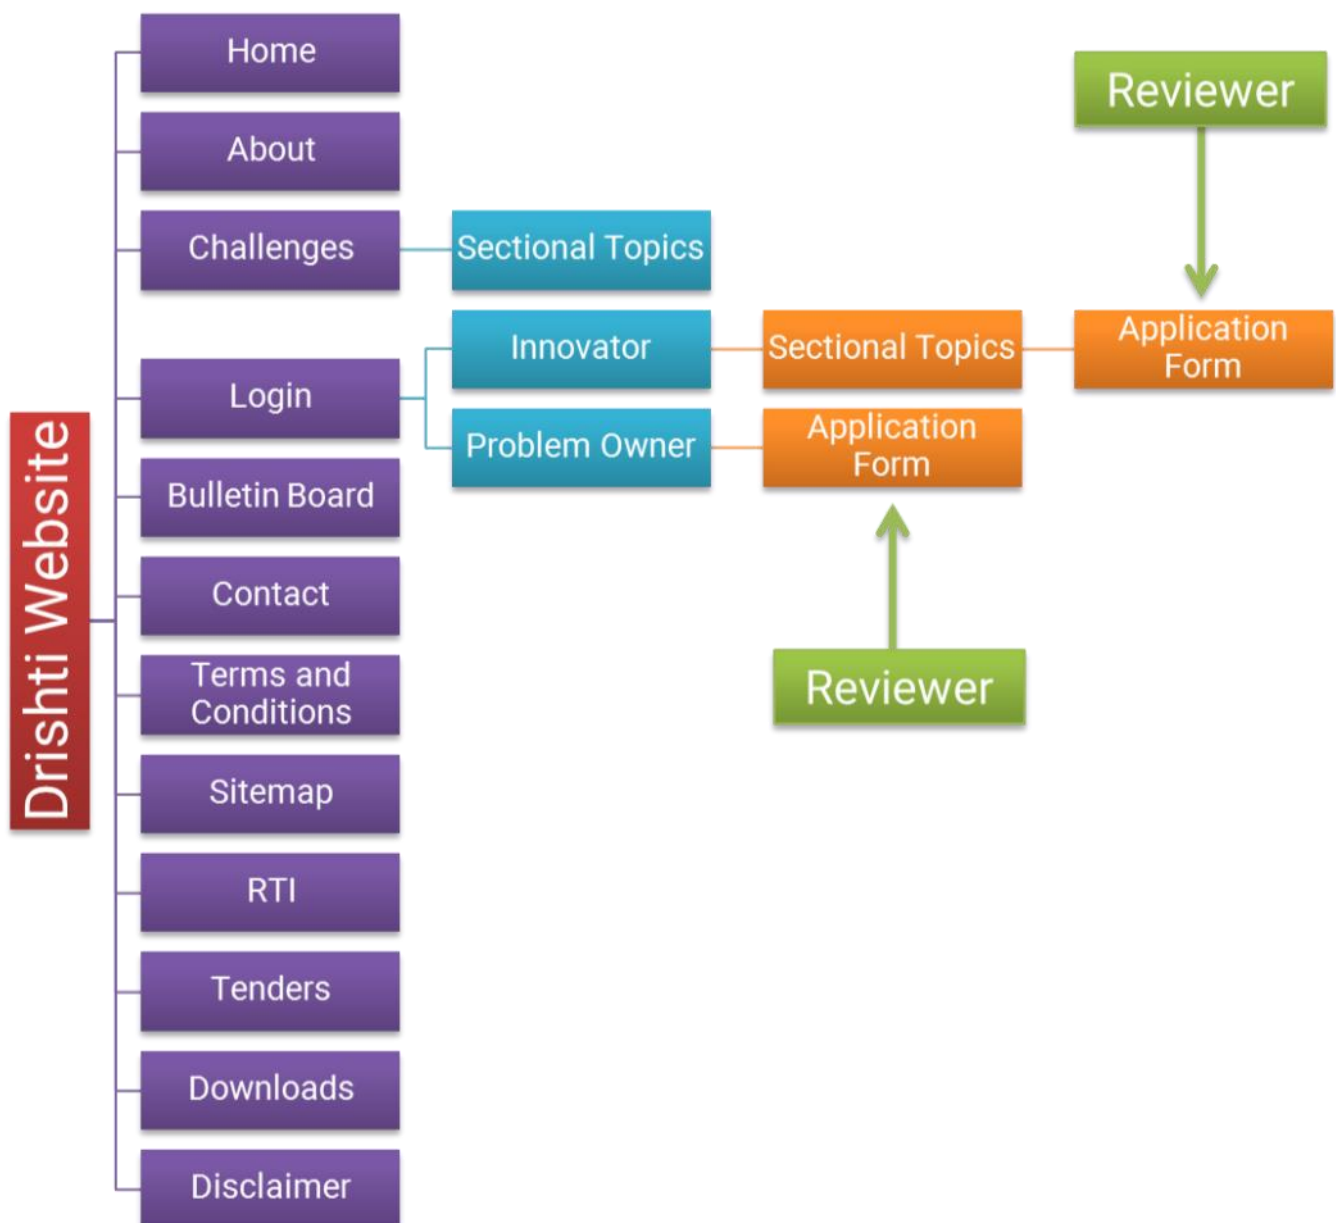 Drishti Website
Home
About
Challenges
Sectional Topics
Login
Innovator
Sectional Topics
Application
Form
Reviewer
Problem Owner
Application
Form
Reviewer
Bulletin Board
Contact
Terms and
Conditions
Sitemap
RTI
Tenders
Downloads
Disclaimer